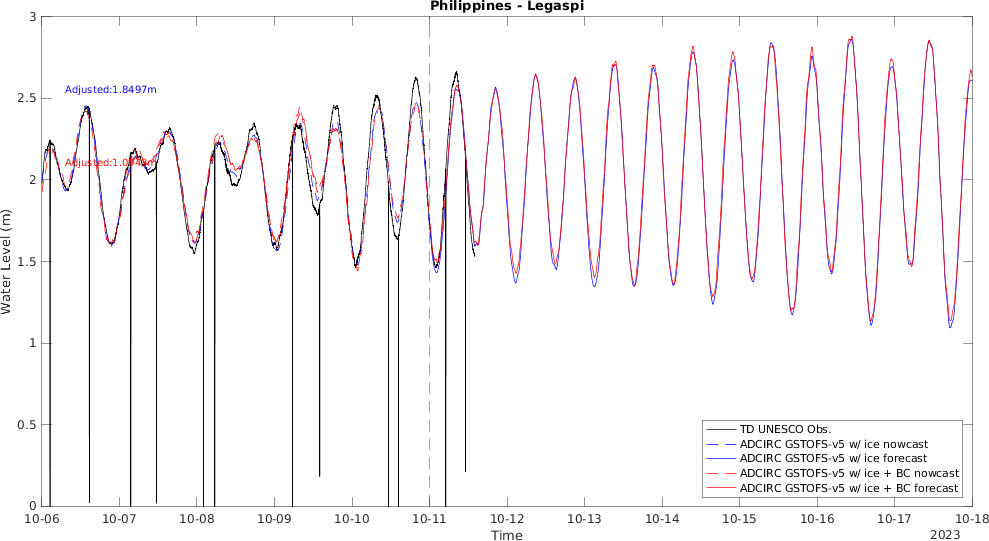 Philippines - Legaspi
Water Level (m)
3
2.5
2
1.5
1
0.5
0
Adjusted:1.8497m
TD UNESCO Obs.
ADCIRC GSTOFS-v5 w/ ice nowcast
ADCIRC GSTOFS-v5 w/ ice forecast
ADCIRC GSTOFS-v5 w/ ice + BC nowcast
ADCIRC GSTOFS-v5 w/ ice + BC forecast
10-06 10-07 10-08 10-09 10-10 10-11 10-12 10-13 10-14 10-15 10-16 10-17 10-18
Time
2023